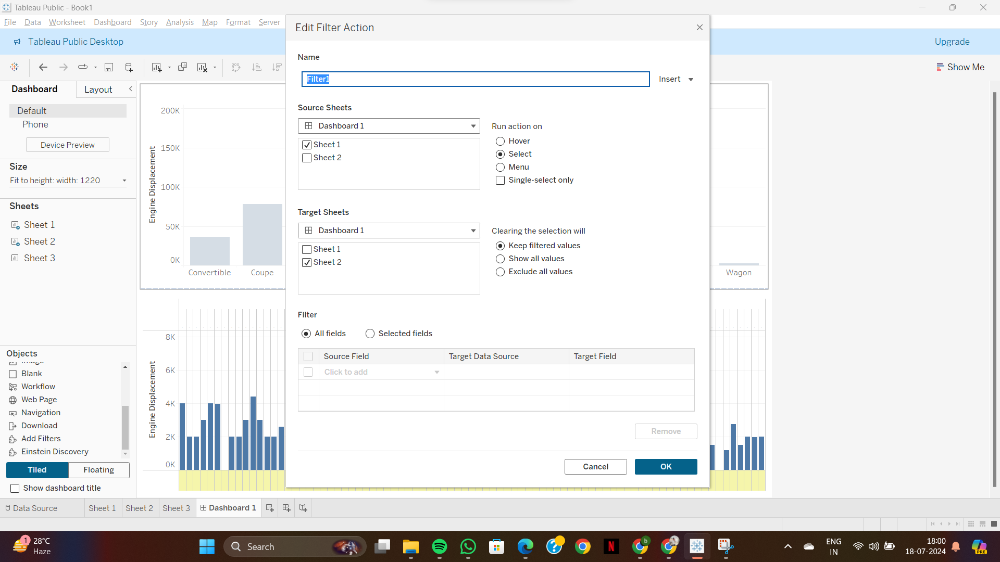 Tableau Public - Book1
File Data Worksheet Dashboard Story Analysis Map Format Server
Tableau Public Desktop
Upgrade
Show Me
Dashboard
Layout
Default
Phone
Device Preview
Size
Fit to height: width: 1220
Sheets
Sheet 1
Sheet 2
Sheet 3
Objects
Image
Blank
Workflow
Web Page
Navigation
Download
Add Filters
Einstein Discovery
Tiled
Floating
Show dashboard title
Engine Displacement
200K
150K
100K
50K
0K
Convertible
Coupe
Wagon
Engine Displacement
8K
6K
4K
2K
0K
Edit Filter Action
Name
Filter1
Insert
Source Sheets
Dashboard 1
Sheet 1
Sheet 2
Run action on
Hover
Select
Menu
Single-select only
Target Sheets
Dashboard 1
Sheet 1
Sheet 2
Clearing the selection will
Keep filtered values
Show all values
Exclude all values
Filter
All fields
Selected fields
Source Field
Target Data Source
Target Field
Click to add
Remove
Cancel
OK
Data Source
Sheet 1
Sheet 2
Sheet 3
Dashboard 1
1
28°C
Haze
Search
N
b
ENG
IN
18:00
18-07-2024
PRE